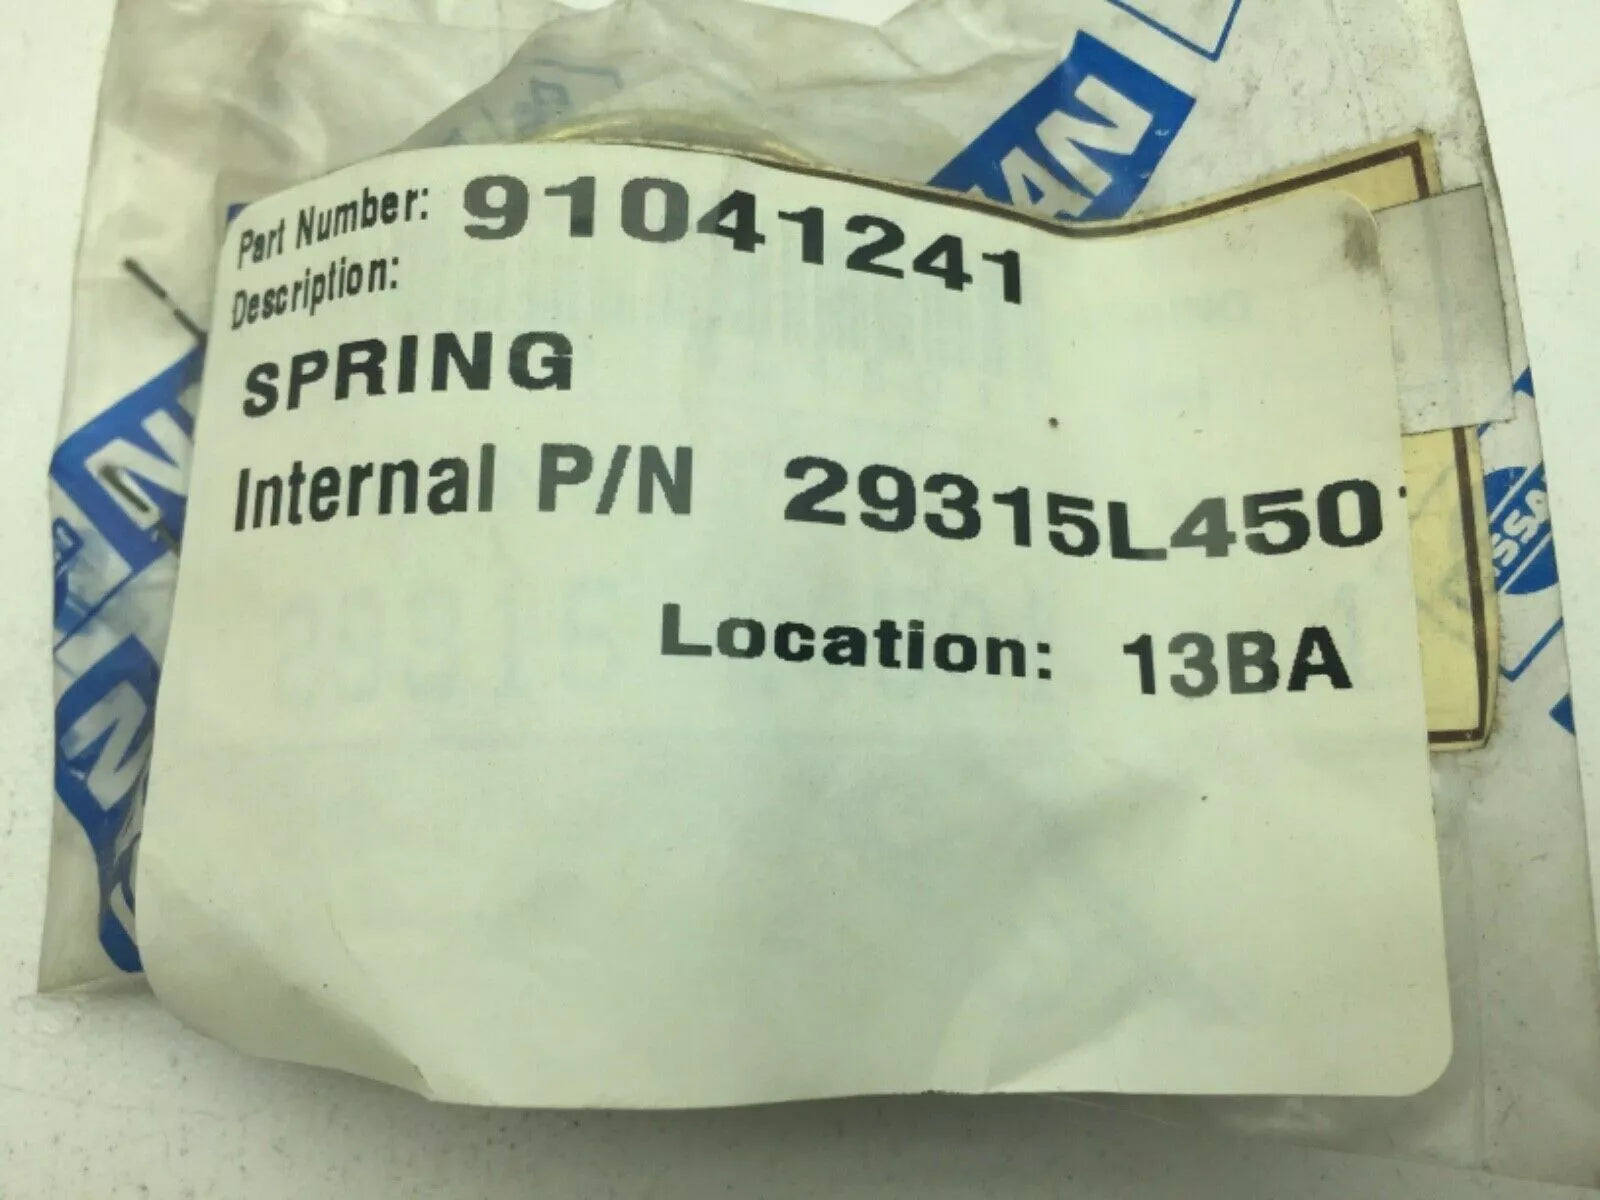 Part Number: 91041241
Description:
SPRING
Internal P/N 29315L450
Location: 13BA